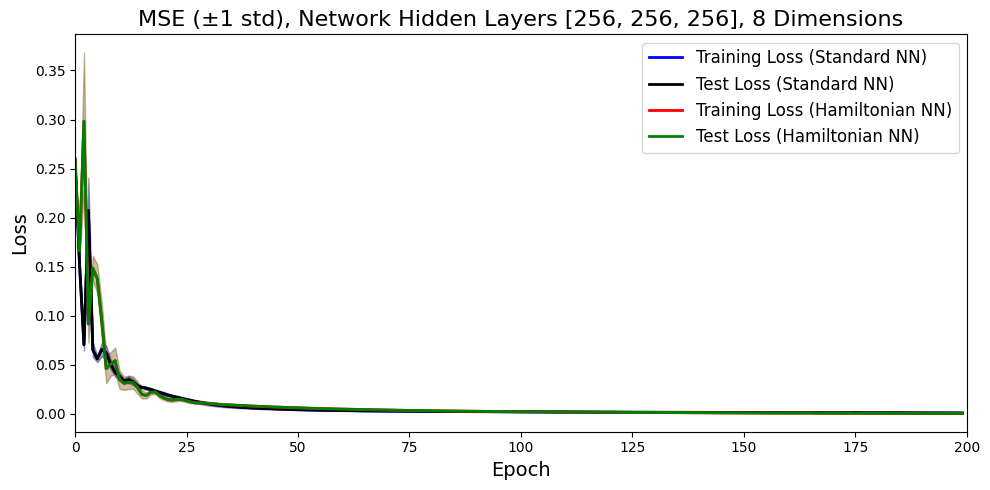 MSE (±1 std), Network Hidden Layers [256, 256, 256], 8 Dimensions
Training Loss (Standard NN)
Test Loss (Standard NN)
Training Loss (Hamiltonian NN)
Test Loss (Hamiltonian NN)
Loss
0.35
0.30
0.25
0.20
0.15
0.10
0.05
0.00
0 25 50 75 100 125 150 175 200
Epoch